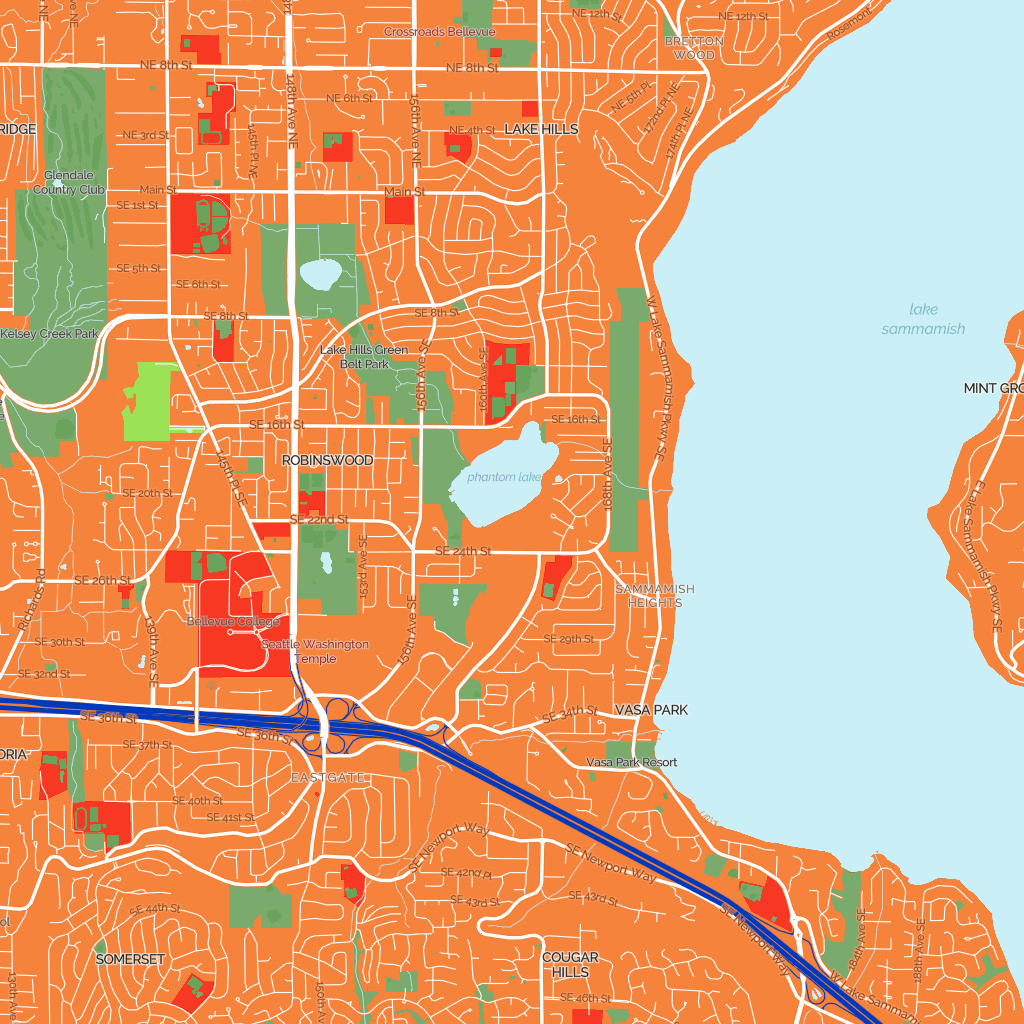 NE 12th St
NE 12th St
Crossroads Bellevue
BRETTON
WOOD
Rosemont
NE 8th St
NE 8th St
148th Ave NE
156th Ave NE
NE 6th St
NE 5th Pl
172nd Pl NE
174th Pl NE
NE 3rd St
145th Pl NE
NE 4th St
LAKE HILLS
RIDGE
Glendale
Country Club
Main St
Main St
SE 1st St
SE 5th St
SE 6th St
SE 8th St
SE 8th St
W Lake Sammamish Pkwy SE
lake
sammamish
Kelsey Creek Park
Lake Hills Green
Belt Park
156th Ave SE
160th Ave SE
MINT GRO
SE 16th St
SE 16th St
145th Pl SE
ROBINSWOOD
phantom lake
168th Ave SE
SE 20th St
SE 22nd St
153rd Ave SE
SE 24th St
E Lake Sammamish Pkwy SE
SE 26th St
Richards Rd
139th Ave SE
SAMMAMISH
HEIGHTS
Bellevue College
156th Ave SE
SE 30th St
Seattle Washington
Temple
SE 29th St
SE 32nd St
SE 36th St
SE 36th St
SE 34th St
VASA PARK
SE 37th St
ORIA
EASTGATE
Vasa Park Resort
SE 40th St
SE 41st St
SE Newport Way
SE Newport Way
SE 42nd Pl
SE 43rd St
SE 43rd St
SE 44th St
SE Newport Way
184th Ave SE
188th Ave SE
SOMERSET
COUGAR
HILLS
130th Ave
150th Ave
SE 46th St
W Lake Sammami